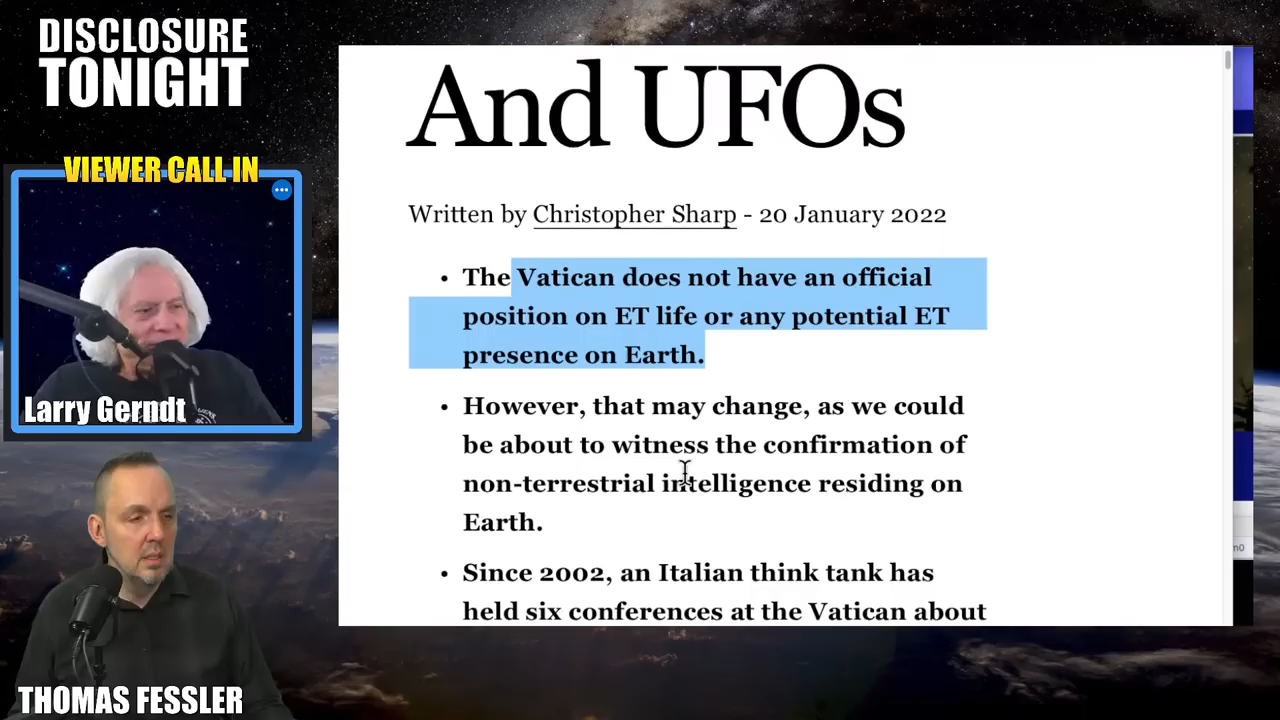 DISCLOSURE
TONIGHT
VIEWER CALL IN
Larry Gerndt
THOMAS FESSLER
And UFOs
Written by Christopher Sharp - 20 January 2022
• The Vatican does not have an official
position on ET life or any potential ET
presence on Earth.
• However, that may change, as we could
be about to witness the confirmation of
non-terrestrial intelligence residing on
Earth.
• Since 2002, an Italian think tank has
held six conferences at the Vatican about